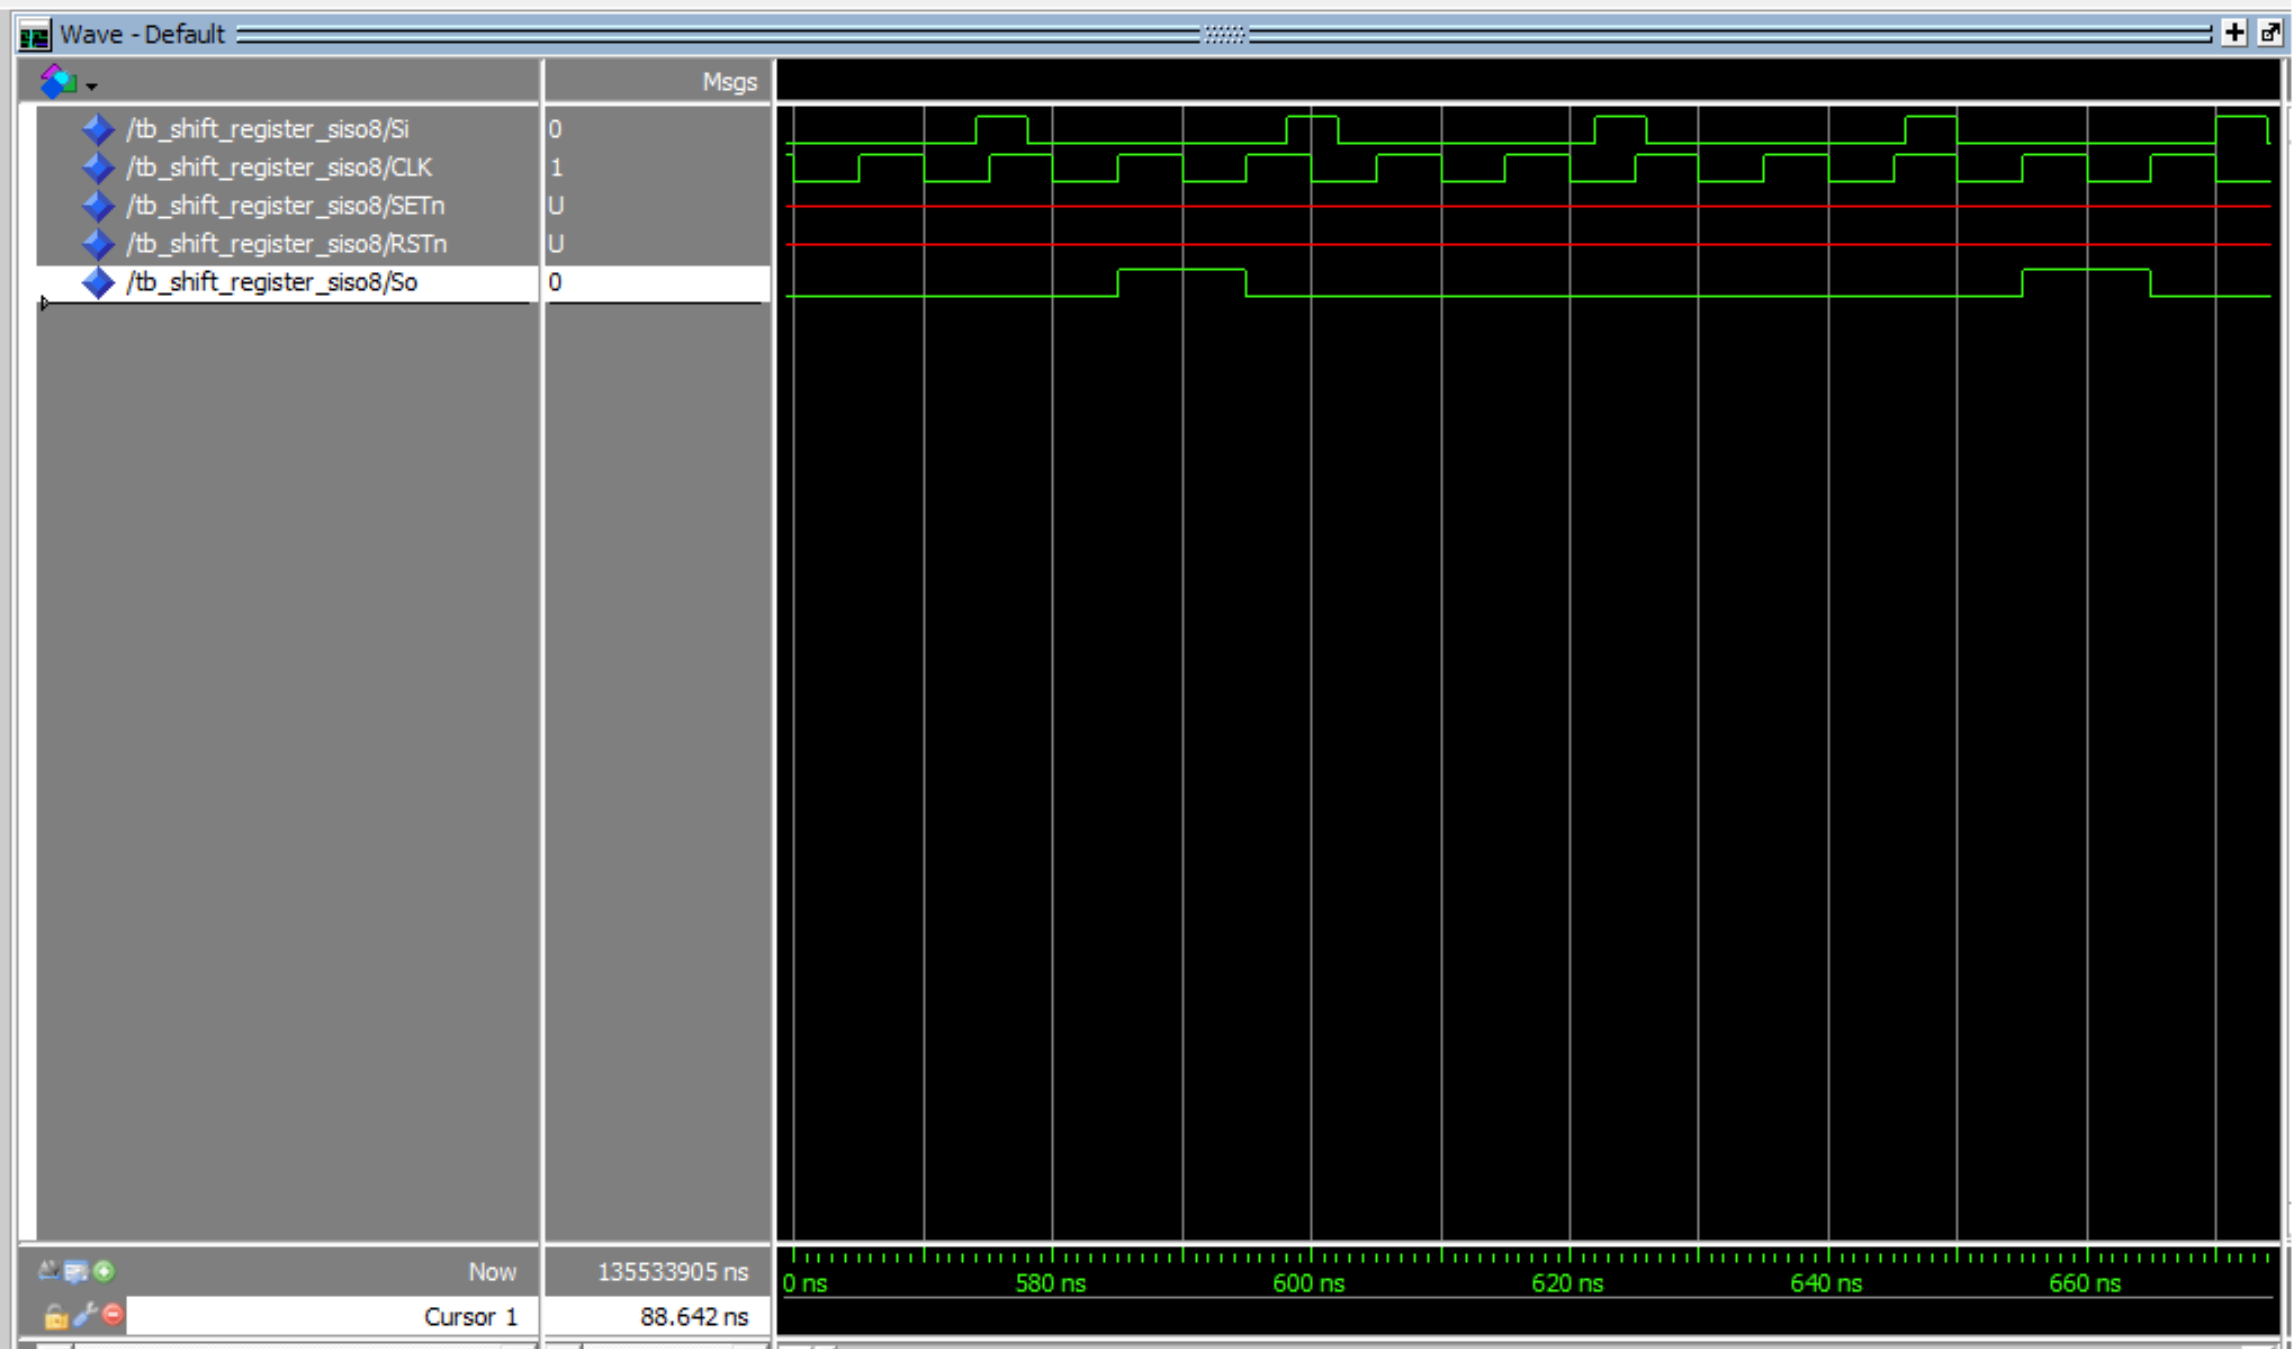 Wave - Default
Msgs
/tb_shift_register_siso8/Si 0
/tb_shift_register_siso8/CLK 1
/tb_shift_register_siso8/SETn U
/tb_shift_register_siso8/RSTn U
/tb_shift_register_siso8/So 0
Now 135533905 ns 0 ns 580 ns 600 ns 620 ns 640 ns 660 ns
Cursor 1 88.642 ns